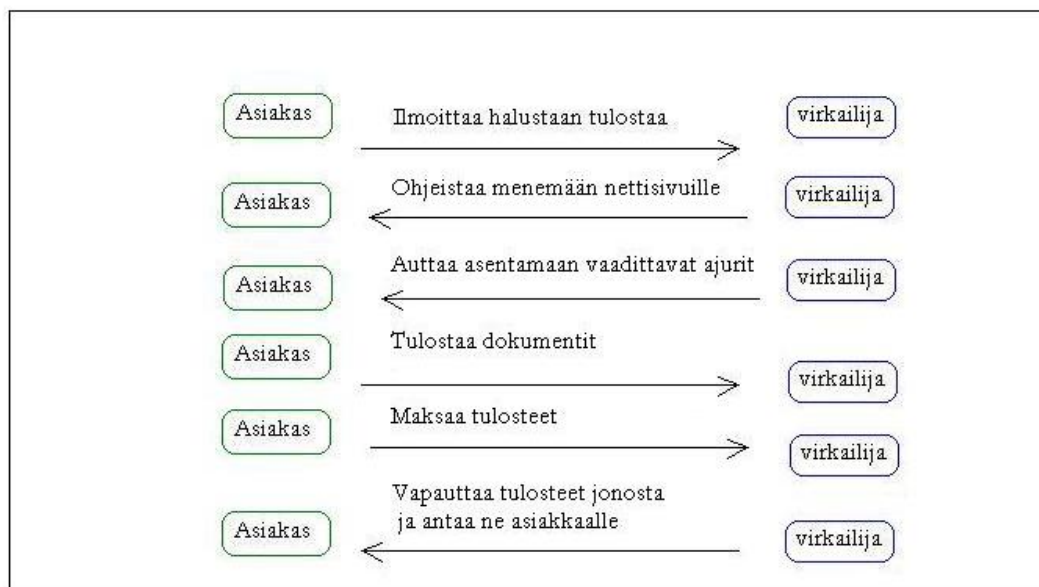 Asiakas
Ilmoittaa halustaan tulostaa
virkailija
Asiakas
Ohjeistaa menemään nettisivuille
virkailija
Asiakas
Auttaa asentamaan vaadittavat ajurit
virkailija
Asiakas
Tulostaa dokumentit
virkailija
Asiakas
Maksaa tulosteet
virkailija
Asiakas
Vapauttaa tulosteet jonosta
ja antaa ne asiakkaalle
virkailija